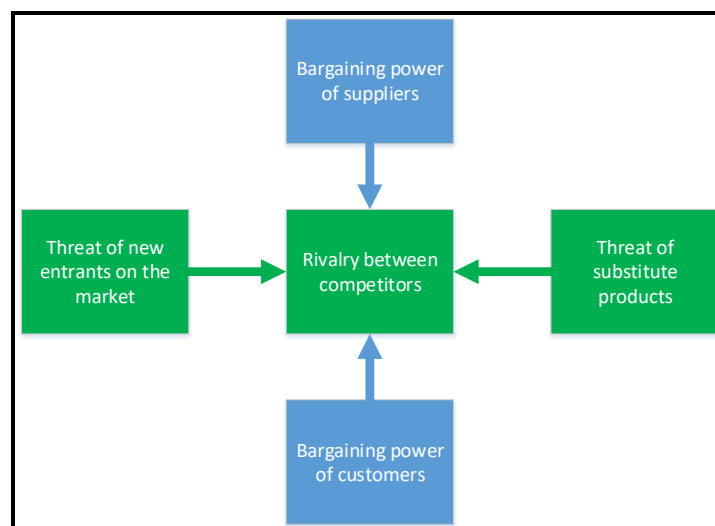 Bargaining power
of suppliers
Threat of new
entrants on the
market
Rivalry between
competitors
Threat of
substitute
products
Bargaining power
of customers